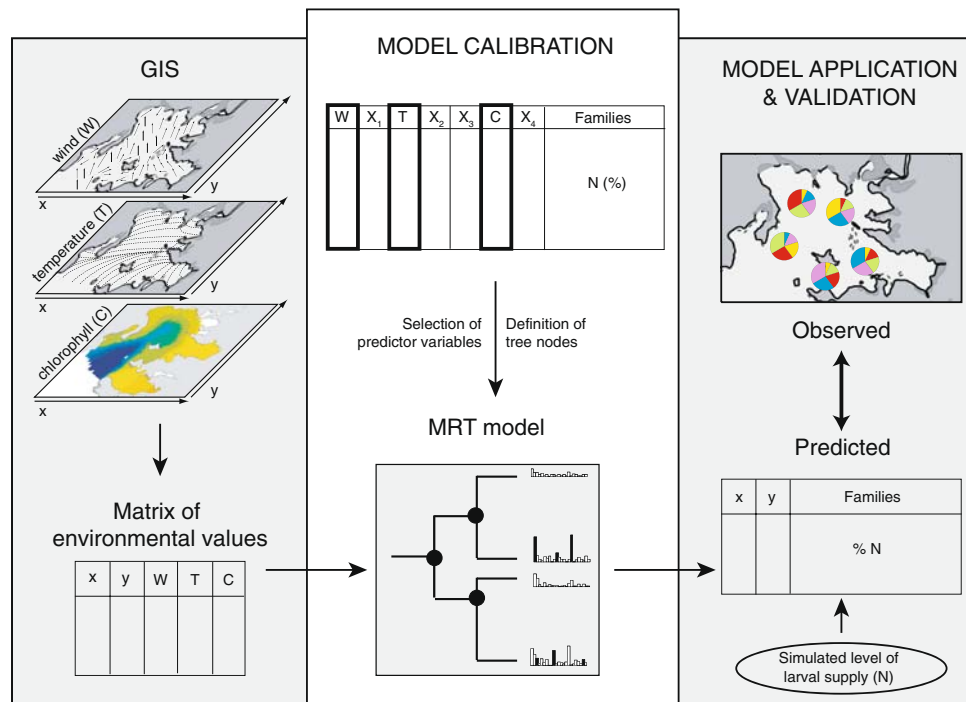 GIS
wind (W)
x
y
temperature (T)
x
y
chlorophyll (C)
x
y
Matrix of
environmental values
x y W T C
MODEL CALIBRATION
W X1 T X2 X3 C X4 Families
N (%)
Selection of
predictor variables
Definition of
tree nodes
MRT model
MODEL APPLICATION
& VALIDATION
Observed
Predicted
x y Families
% N
Simulated level of
larval supply (N)